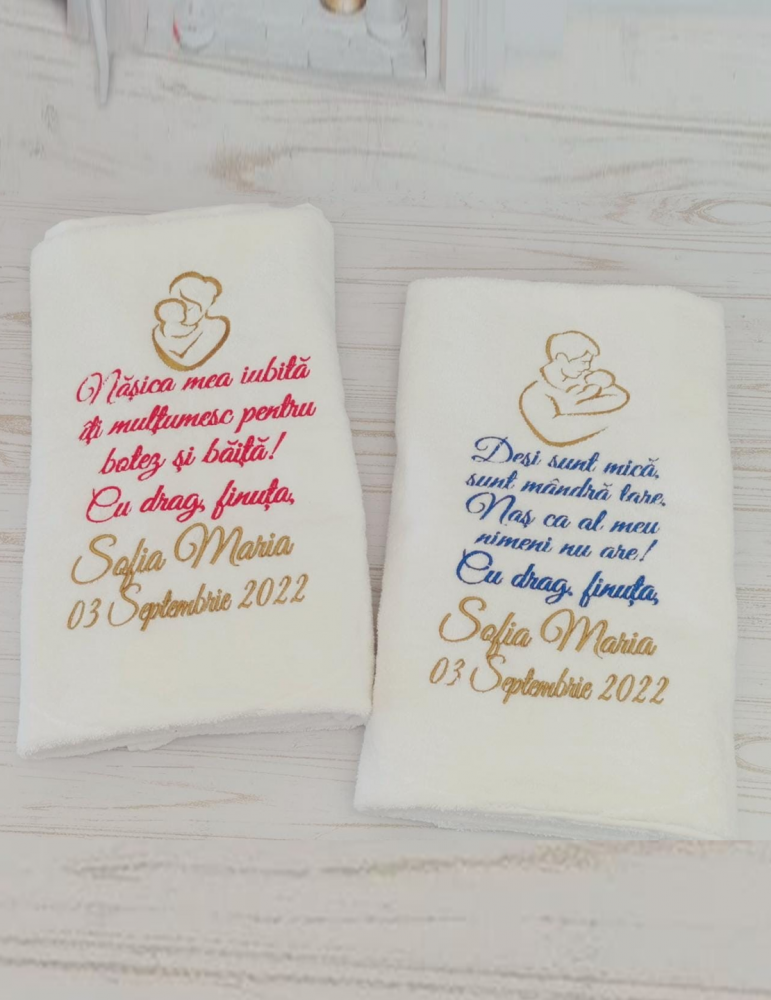 Nășica mea iubită
îți mulțumesc pentru
botez și băiță!
Cu drag, finuța,
Sofia Maria
03 Septembrie 2022
Deși sunt mică,
sunt mândră tare.
Naș ca al meu
nimeni nu are!
Cu drag, finuța,
Sofia Maria
03 Septembrie 2022